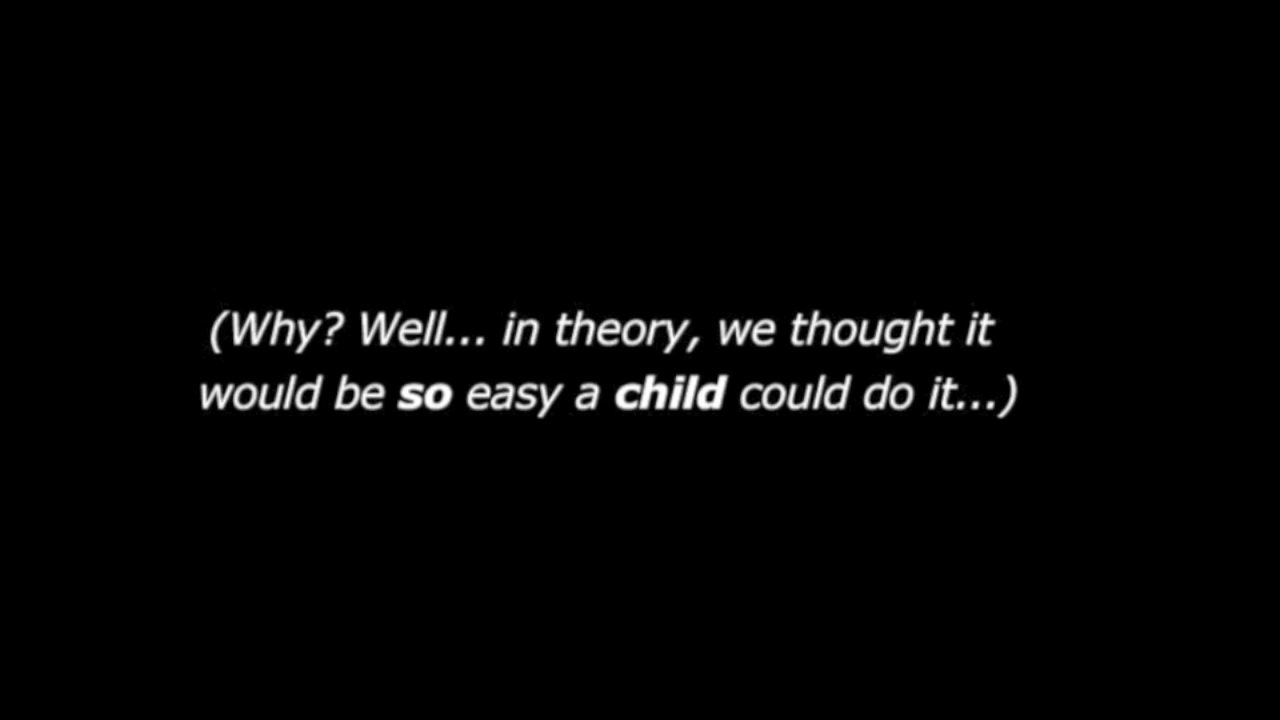 (Why? Well... in theory, we thought it
would be so easy a child could do it...)